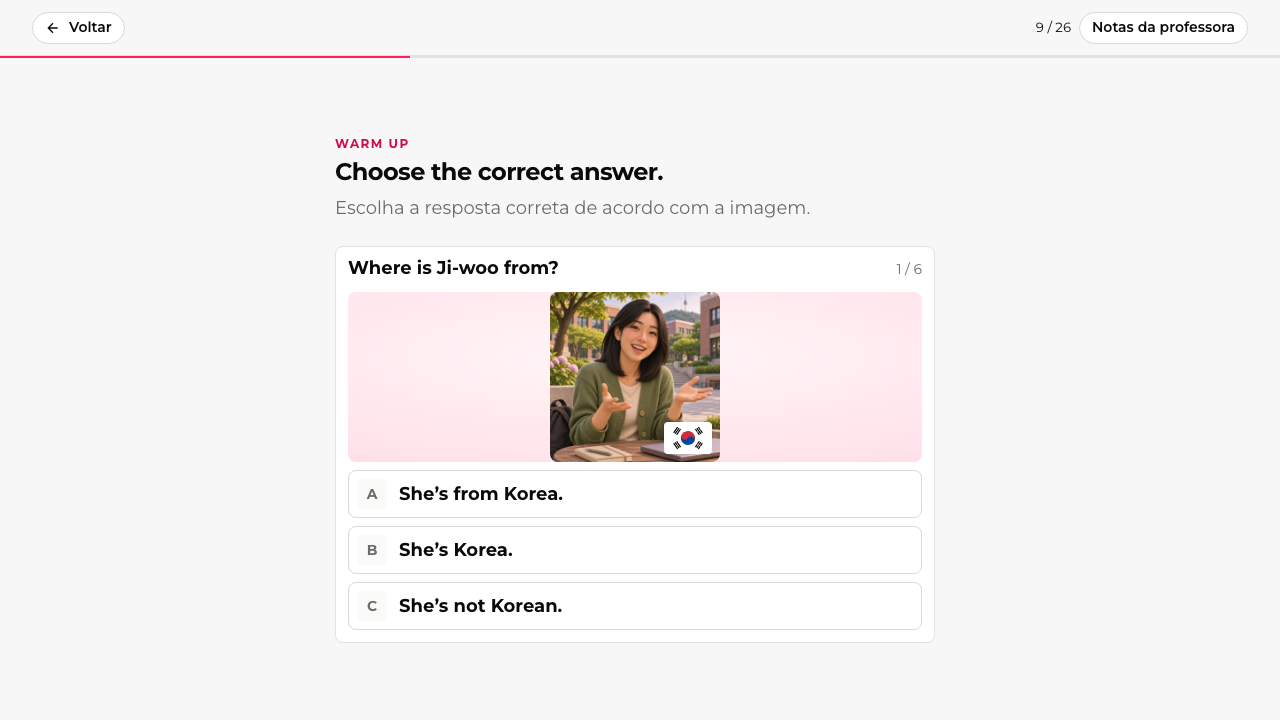 Voltar
9 / 26
Notas da professora
WARM UP
Choose the correct answer.
Escolha a resposta correta de acordo com a imagem.
Where is Ji-woo from?
1 / 6
A
She’s from Korea.
B
She’s Korea.
C
She’s not Korean.